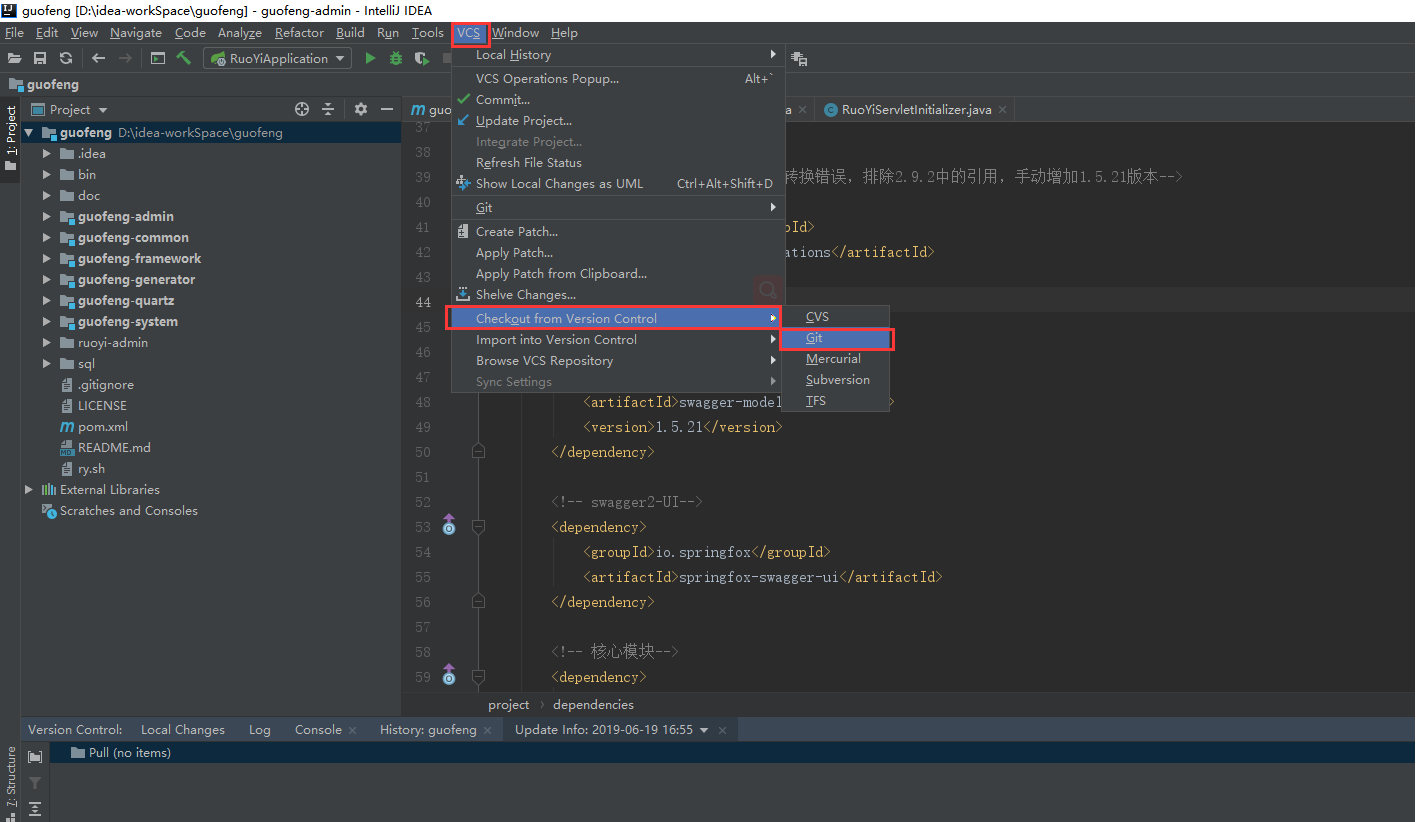 guofeng [D:\idea-workSpace\guofeng] - guofeng-admin - IntelliJ IDEA
File Edit View Navigate Code Analyze Refactor Build Run Tools VCS Window Help
RuoYiApplication
guofeng
Project
guo
a
RuoYiServletInitializer.java
1: Project
guofeng D:\idea-workSpace\guofeng
.idea
bin
doc
guofeng-admin
guofeng-common
guofeng-framework
guofeng-generator
guofeng-quartz
guofeng-system
ruoyi-admin
sql
.gitignore
LICENSE
pom.xml
README.md
ry.sh
External Libraries
Scratches and Consoles
Local History
VCS Operations Popup... Alt+`
Commit...
Update Project...
Integrate Project...
Refresh File Status
Show Local Changes as UML Ctrl+Alt+Shift+D
Git
Create Patch...
Apply Patch...
Apply Patch from Clipboard...
Shelve Changes...
Checkout from Version Control
Import into Version Control
Browse VCS Repository
Sync Settings
CVS
Git
Mercurial
Subversion
TFS
37
38
39 转换错误，排除2.9.2中的引用，手动增加1.5.21版本-->
40
41 pId>
42 ations</artifactId>
43
44
45
46
47
48 <artifactId>swagger-model >
49 <version>1.5.21</version>
50 </dependency>
51
52 <!-- swagger2-UI-->
53 <dependency>
54 <groupId>io.springfox</groupId>
55 <artifactId>springfox-swagger-ui</artifactId>
56 </dependency>
57
58 <!-- 核心模块-->
59 <dependency>
project › dependencies
Version Control: Local Changes Log Console History: guofeng Update Info: 2019-06-19 16:55
Pull (no items)
7: Structure